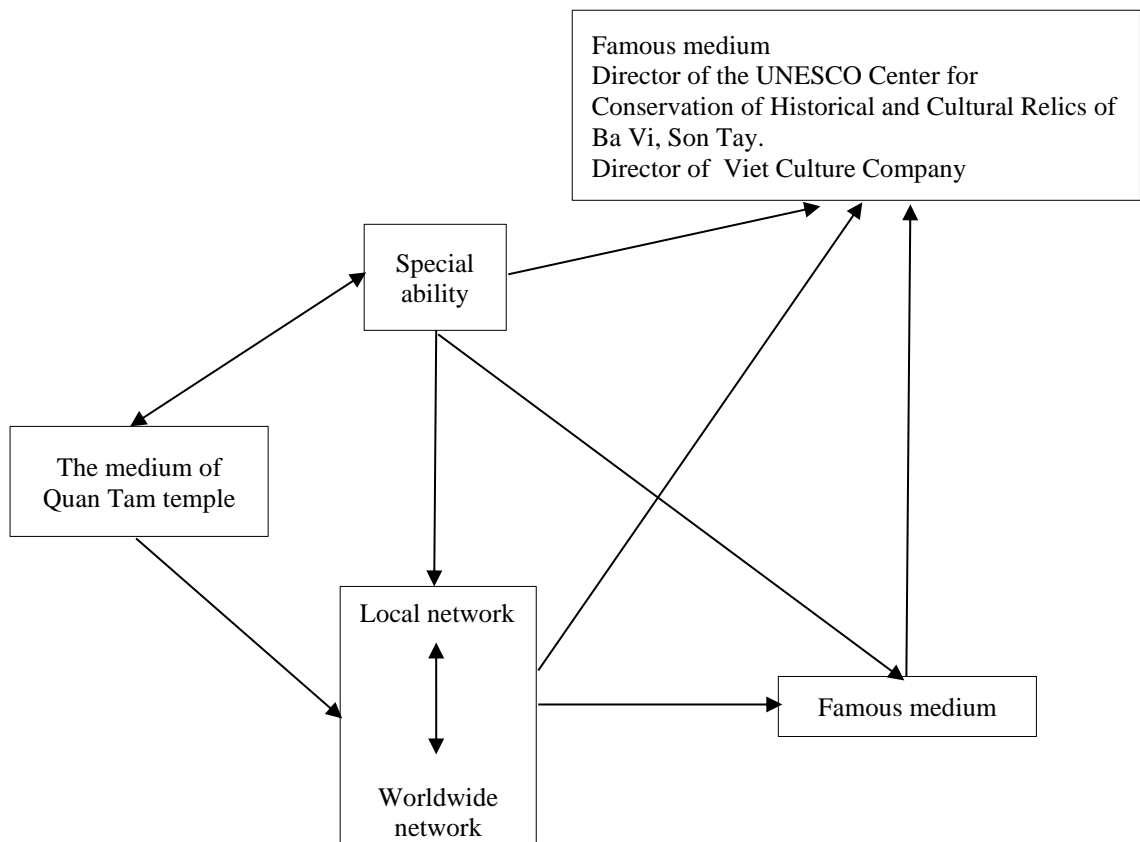 Famous medium
Director of the UNESCO Center for
Conservation of Historical and Cultural Relics of
Ba Vi, Son Tay.
Director of Viet Culture Company
Special
ability
The medium of
Quan Tam temple
Local network
Famous medium
Worldwide
network